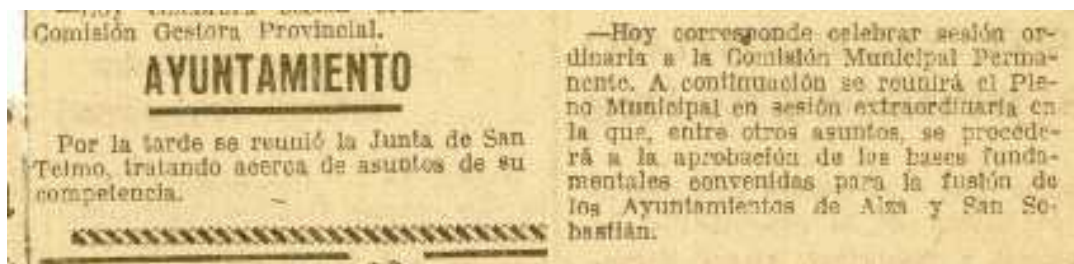 Comisión Gestora Provincial.
AYUNTAMIENTO
Por la tarde se reunió la Junta de San
Telmo, tratando acerca de asuntos de su
competencia.
—Hoy corresponde celebrar sesión or-
dinaria a la Comisión Municipal Perma-
nente. A continuación se reunirá el Ple-
no Municipal en sesión extraordinaria en
la que, entre otros asuntos, se procede-
rá a la aprobación de las bases funda-
mentales convenidas para la fusión de
los Ayuntamientos de Alza y San Se-
bastián.